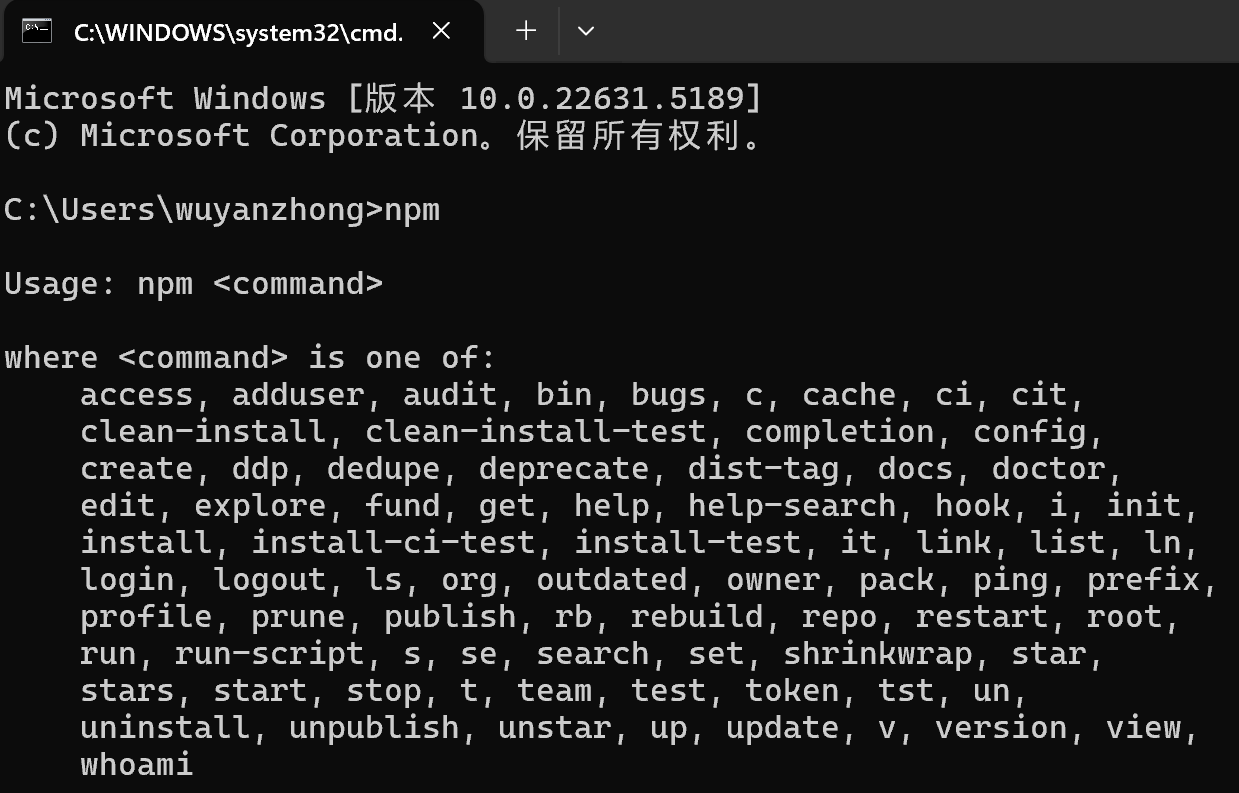 C:\WINDOWS\system32\cmd.
Microsoft Windows [版本 10.0.22631.5189]
(c) Microsoft Corporation。保留所有权利。
C:\Users\wuyanzhong>npm
Usage: npm <command>
where <command> is one of:
    access, adduser, audit, bin, bugs, c, cache, ci, cit,
    clean-install, clean-install-test, completion, config,
    create, ddp, dedupe, deprecate, dist-tag, docs, doctor,
    edit, explore, fund, get, help, help-search, hook, i, init,
    install, install-ci-test, install-test, it, link, list, ln,
    login, logout, ls, org, outdated, owner, pack, ping, prefix,
    profile, prune, publish, rb, rebuild, repo, restart, root,
    run, run-script, s, se, search, set, shrinkwrap, star,
    stars, start, stop, t, team, test, token, tst, un,
    uninstall, unpublish, unstar, up, update, v, version, view,
    whoami